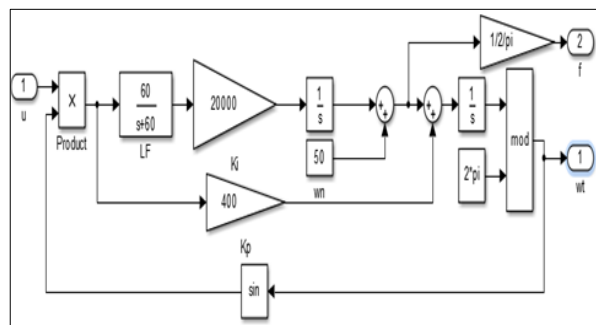 1
u
X
Product
60
s+60
LF
20000
Ki
1
s
50
wn
+
+
+
+
1/2/pi
2
f
1
s
2*pi
mod
1
wt
400
Kp
sin